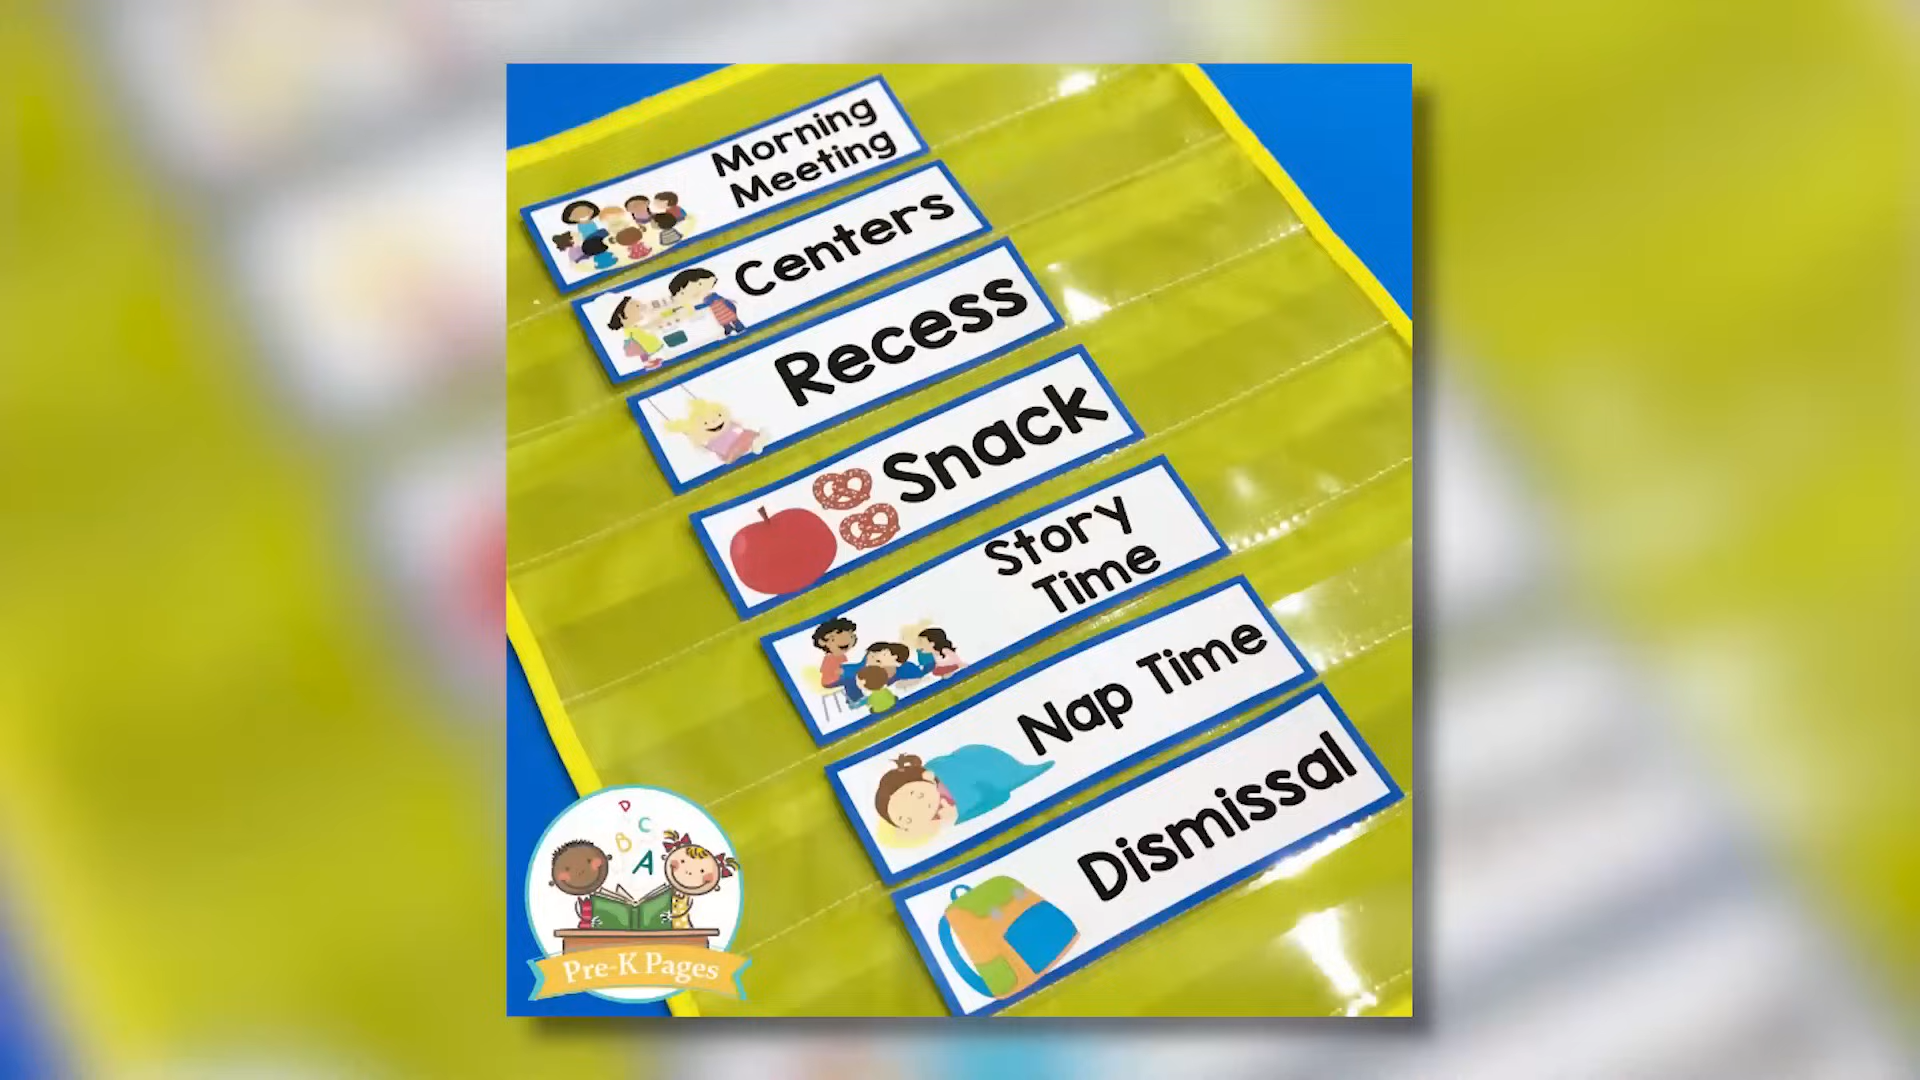 Morning
Meeting
Centers
Recess
Snack
Story
Time
Nap Time
Dismissal
D
C
B
A
Pre-K Pages